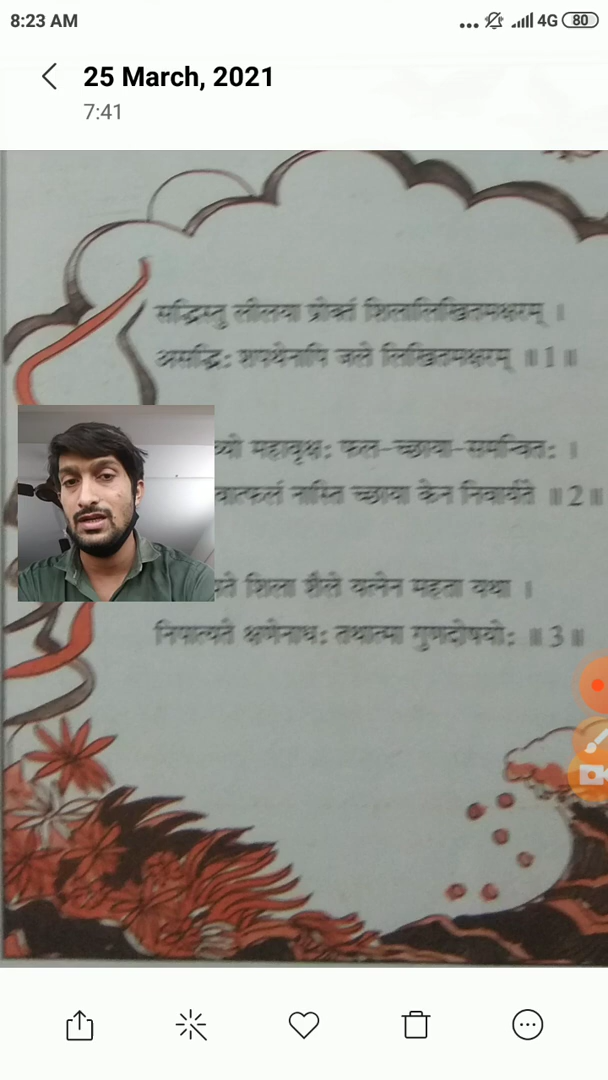 8:23 AM
4G 80
25 March, 2021
7:41
सद्भिस्तु लीलया प्रोक्तं शिलालिखितमक्षरम् ।
असद्भिः शपथेनापि जले लिखितमक्षरम् ॥1॥
महावृक्षः फल-च्छाया-समन्वितः ।
नास्ति च्छाया केन निवार्यते ॥2॥
शिला शैले यत्नेन महता यथा ।
निपात्यते क्षणेनाधः तथात्मा गुणदोषयोः ॥3॥